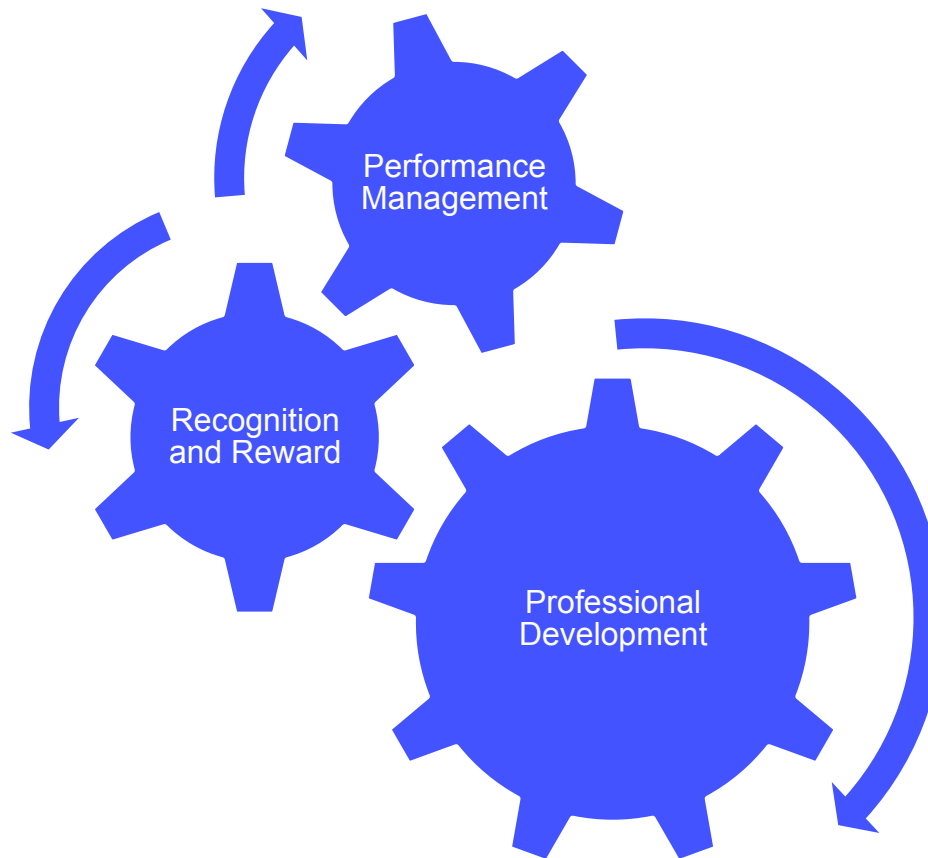 Performance
Management
Recognition
and Reward
Professional
Development